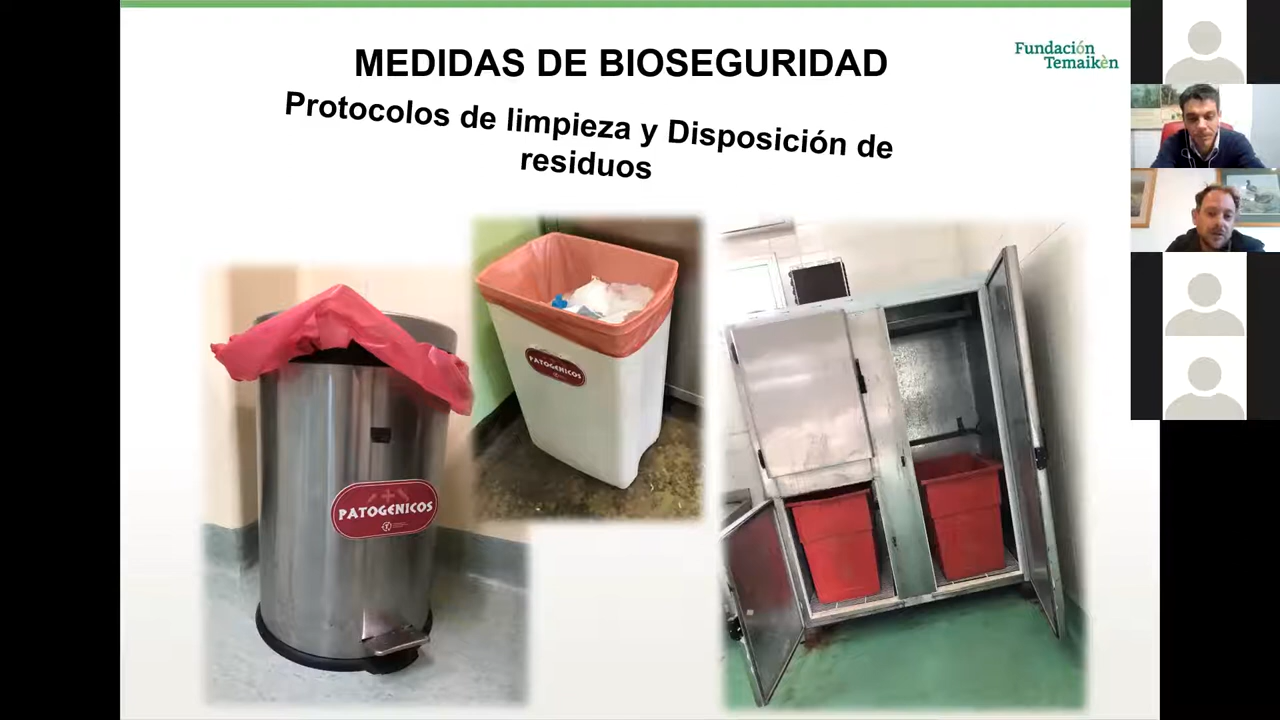 MEDIDAS DE BIOSEGURIDAD
Fundación
Temaikèn
Protocolos de limpieza y Disposición de
residuos
PATOGENICOS
PATOGENICOS